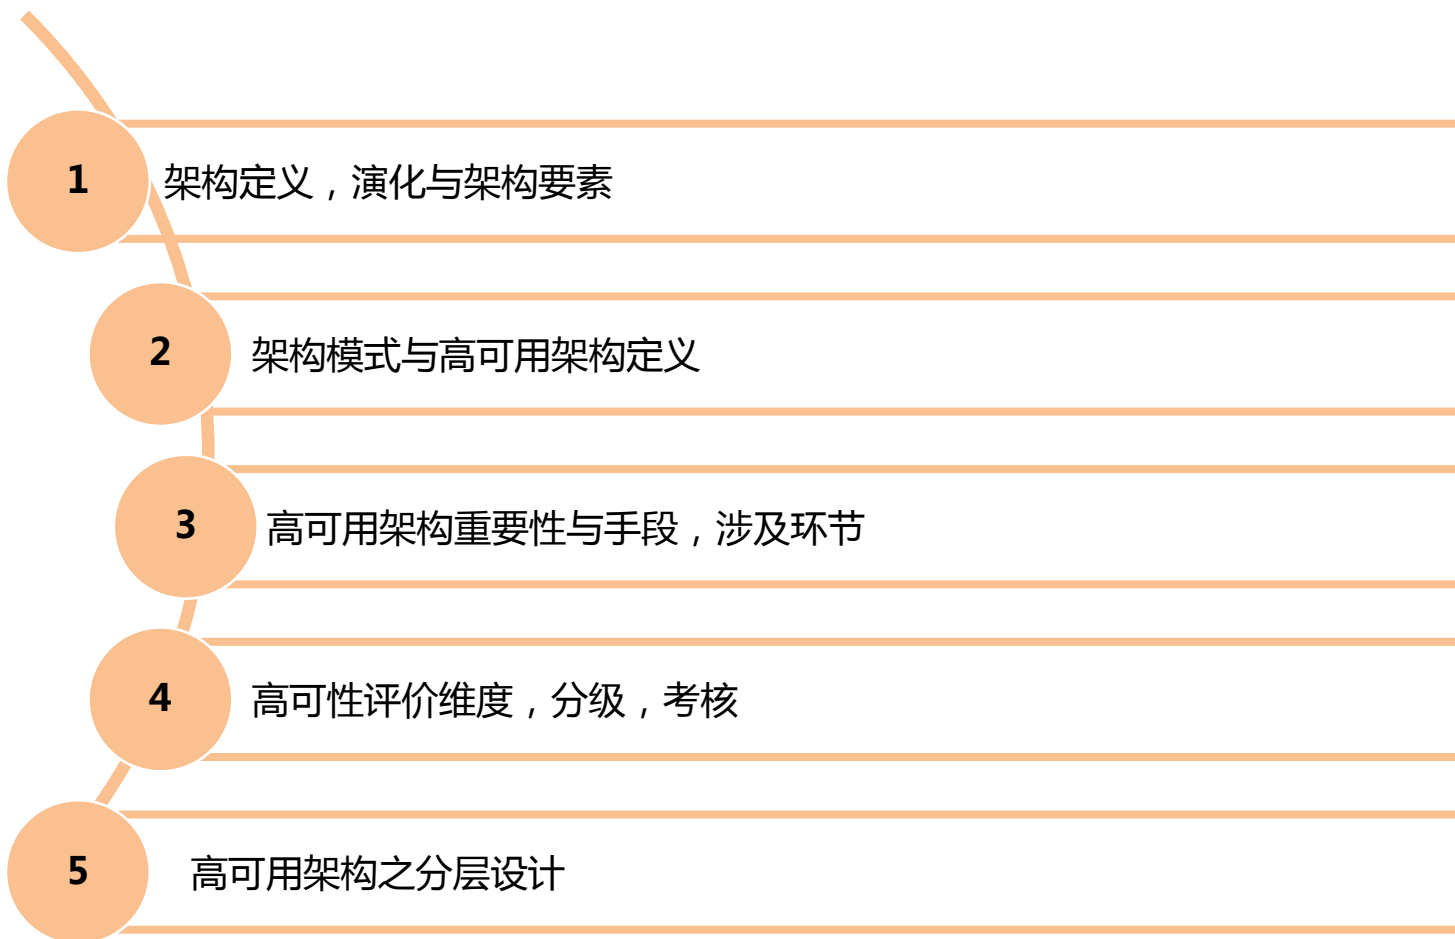 1
架构定义，演化与架构要素
2
架构模式与高可用架构定义
3
高可用架构重要性与手段，涉及环节
4
高可性评价维度，分级，考核
5
高可用架构之分层设计